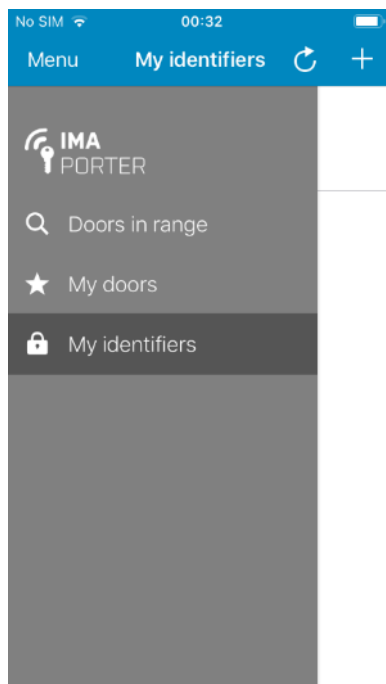 No SIM 00:32
Menu My identifiers
IMA
PORTER
Doors in range
My doors
My identifiers